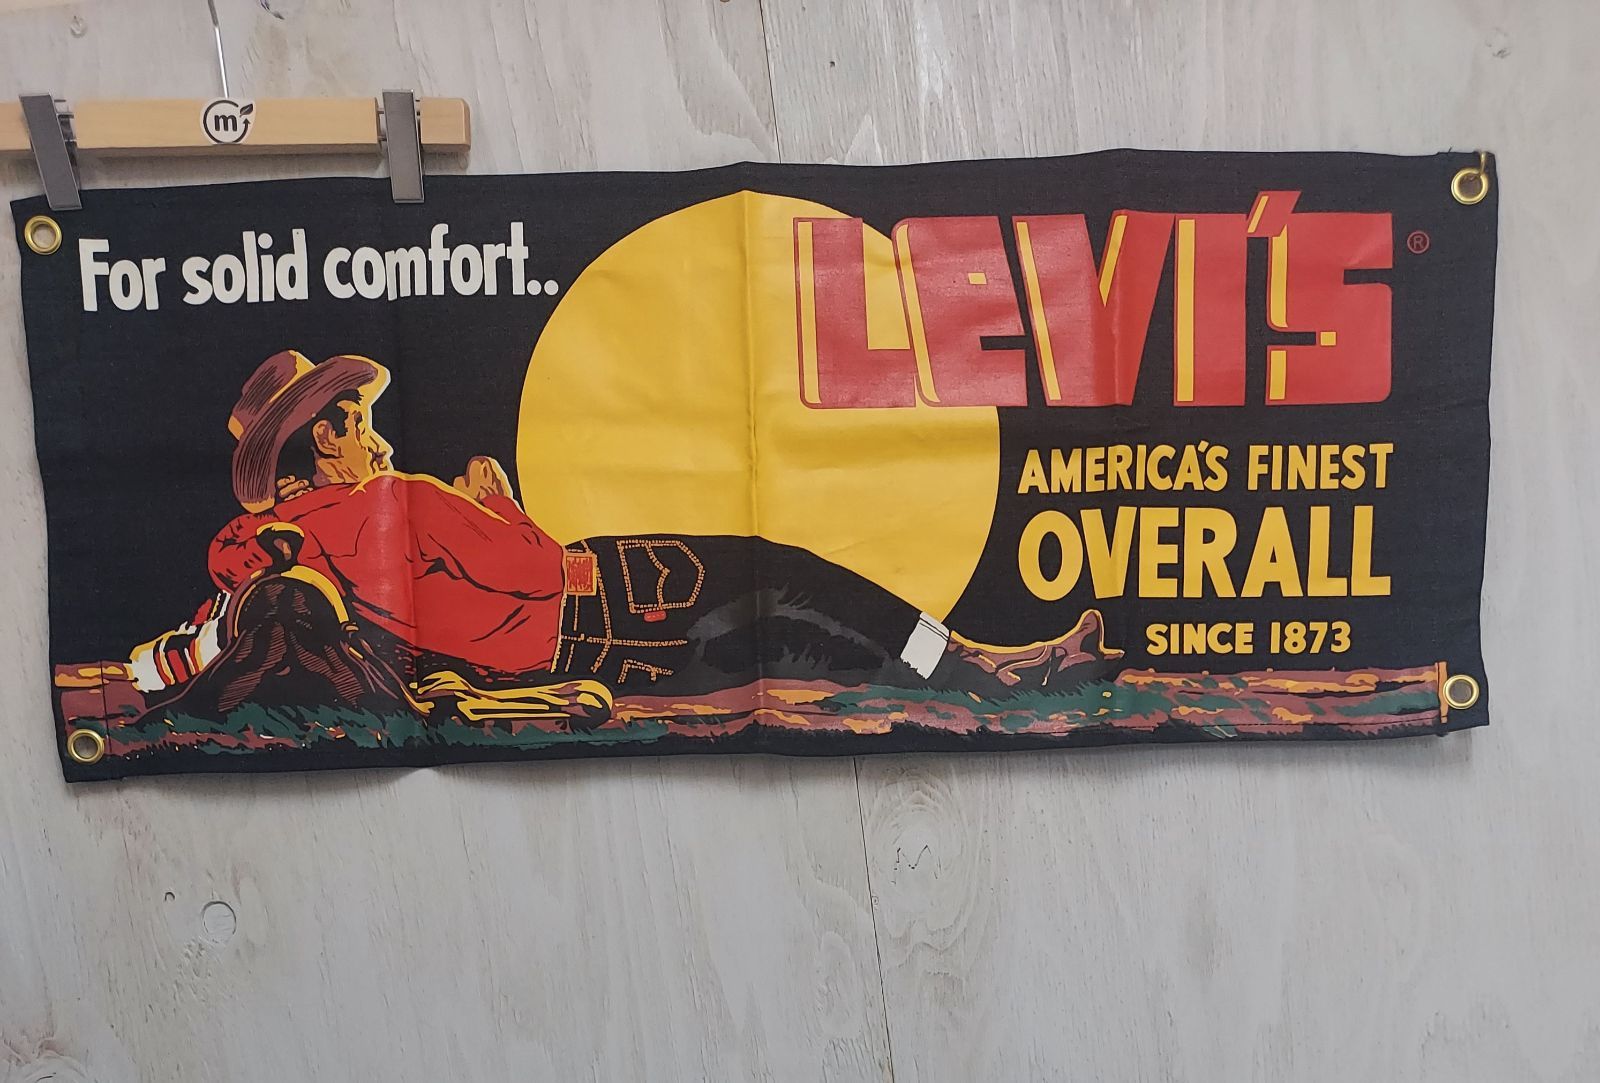 m
For solid comfort..
LEVI'S ®
AMERICA'S FINEST
OVERALL
SINCE 1873